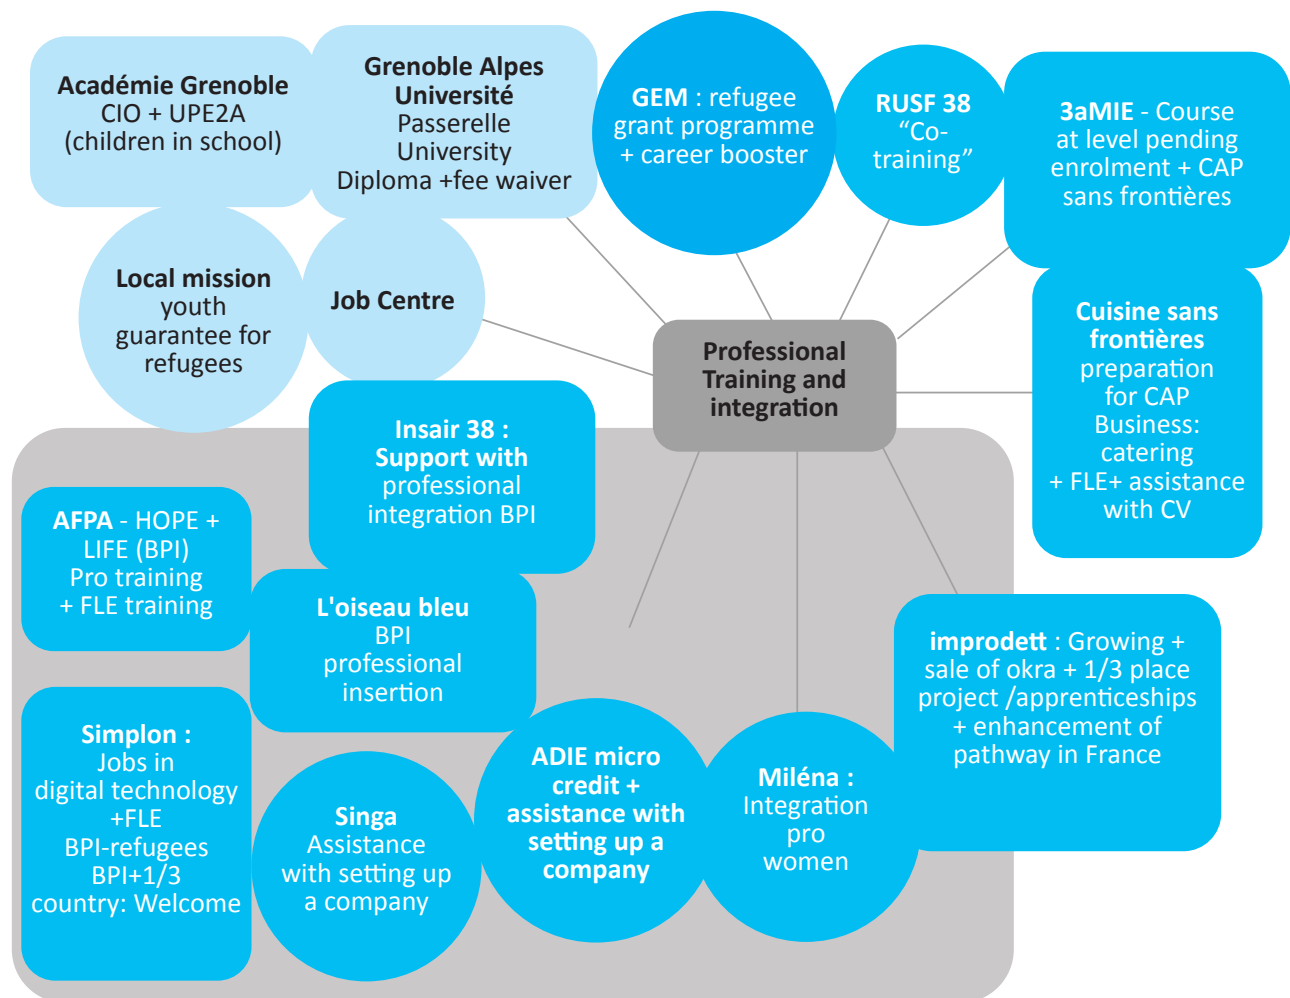 Académie Grenoble
CIO + UPE2A
(children in school)
Grenoble Alpes
Université
Passerelle
University
Diploma +fee waiver
GEM : refugee
grant programme
+ career booster
RUSF 38
“Co-
training”
3aMIE - Course
at level pending
enrolment + CAP
sans frontières
Local mission
youth
guarantee for
refugees
Job Centre
Professional
Training and
integration
Cuisine sans
frontières
preparation
for CAP
Business:
catering
+ FLE+ assistance
with CV
Insair 38 :
Support with
professional
integration BPI
AFPA - HOPE +
LIFE (BPI)
Pro training
+ FLE training
L'oiseau bleu
BPI
professional
insertion
improdett : Growing +
sale of okra + 1/3 place
project /apprenticeships
+ enhancement of
pathway in France
Simplon :
Jobs in
digital technology
+FLE
BPI-refugees
BPI+1/3
country: Welcome
Singa
Assistance
with setting up
a company
ADIE micro
credit +
assistance with
setting up a
company
Miléna :
Integration
pro
women